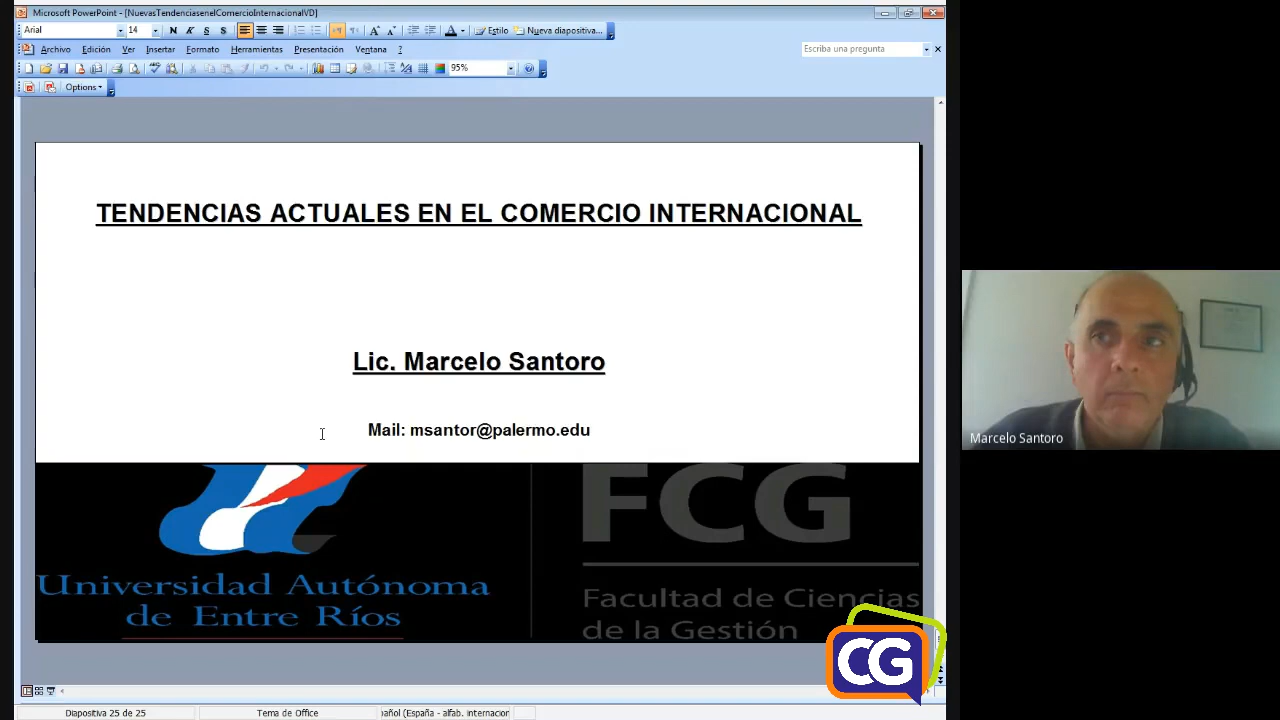 Microsoft PowerPoint - [NuevasTendenciasenelComercioInternacionalVD]
Arial
14
N K S S
Estilo
Nueva diapositiva...
Archivo Edición Ver Insertar Formato Herramientas Presentación Ventana ?
Escriba una pregunta
95%
Options
TENDENCIAS ACTUALES EN EL COMERCIO INTERNACIONAL
Lic. Marcelo Santoro
Mail: msantor@palermo.edu
Universidad Autónoma
de Entre Ríos
FCG
Facultad de Ciencias
de la Gestión
CG
Marcelo Santoro
Diapositiva 25 de 25
Tema de Office
añol (España - alfab. internacion